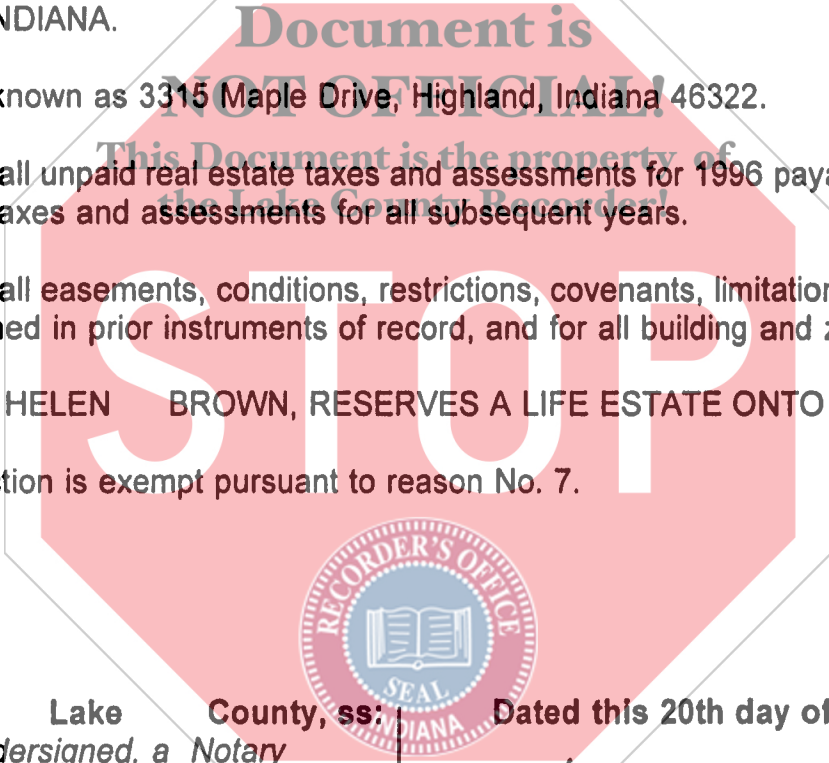 NDIANA.
Document is
NOT OFFICIAL!
known as 3315 Maple Drive, Highland, Indiana 46322.
This Document is the property of
the Lake County Recorder!
all unpaid real estate taxes and assessments for 1996 paya
axes and assessments for all subsequent years.
STOP
all easements, conditions, restrictions, covenants, limitation
ned in prior instruments of record, and for all building and z
HELEN BROWN, RESERVES A LIFE ESTATE ONTO
tion is exempt pursuant to reason No. 7.
RECORDER'S OFFICE
SEAL
INDIANA
Lake County, ss: Dated this 20th day of
dersigned, a Notary